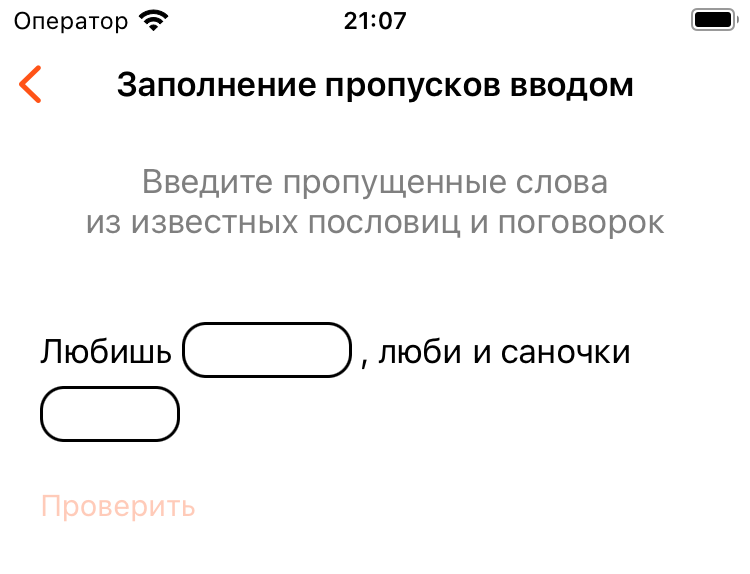 Оператор 21:07
Заполнение пропусков вводом
Введите пропущенные слова
из известных пословиц и поговорок
Любишь , люби и саночки
Проверить